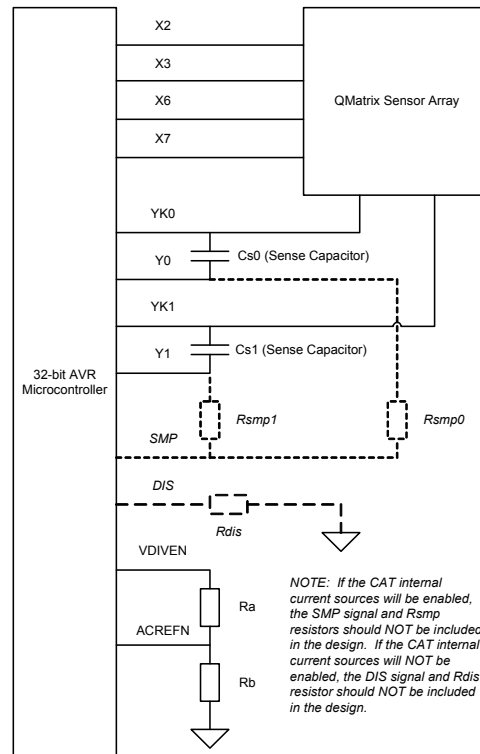 X2
X3
X6
X7
QMatrix Sensor Array
YK0
Y0
Cs0 (Sense Capacitor)
YK1
Y1
Cs1 (Sense Capacitor)
32-bit AVR
Microcontroller
Rsmp1
Rsmp0
SMP
DIS
Rdis
VDIVEN
Ra
ACREFN
Rb
NOTE: If the CAT internal
current sources will be enabled,
the SMP signal and Rsmp
resistors should NOT be included
in the design. If the CAT internal
current sources will NOT be
enabled, the DIS signal and Rdis
resistor should NOT be included
in the design.